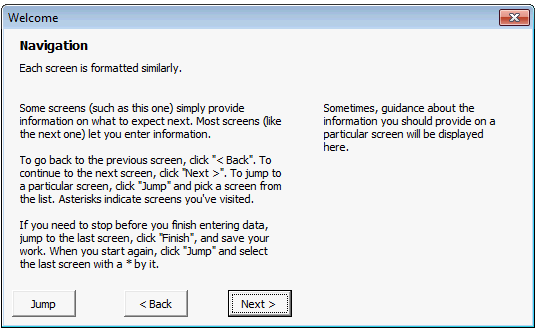 Welcome
Navigation
Each screen is formatted similarly.
Some screens (such as this one) simply provide
information on what to expect next. Most screens (like
the next one) let you enter information.
To go back to the previous screen, click "< Back". To
continue to the next screen, click "Next >". To jump to
a particular screen, click "Jump" and pick a screen from
the list. Asterisks indicate screens you've visited.
If you need to stop before you finish entering data,
jump to the last screen, click "Finish", and save your
work. When you start again, click "Jump" and select
the last screen with a * by it.
Sometimes, guidance about the
information you should provide on a
particular screen will be displayed
here.
Jump
< Back
Next >